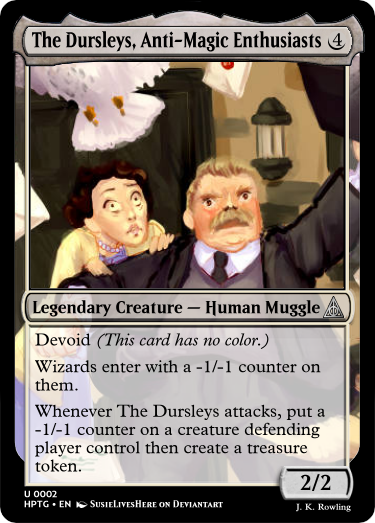 The Dursleys, Anti-Magic Enthusiasts 4
Legendary Creature — Human Muggle
Devoid (This card has no color.)
Wizards enter with a -1/-1 counter on
them.
Whenever The Dursleys attacks, put a
-1/-1 counter on a creature defending
player control then create a treasure
token.
2/2
U 0002
HPTG • EN SusieLivesHere on Deviantart
J. K. Rowling